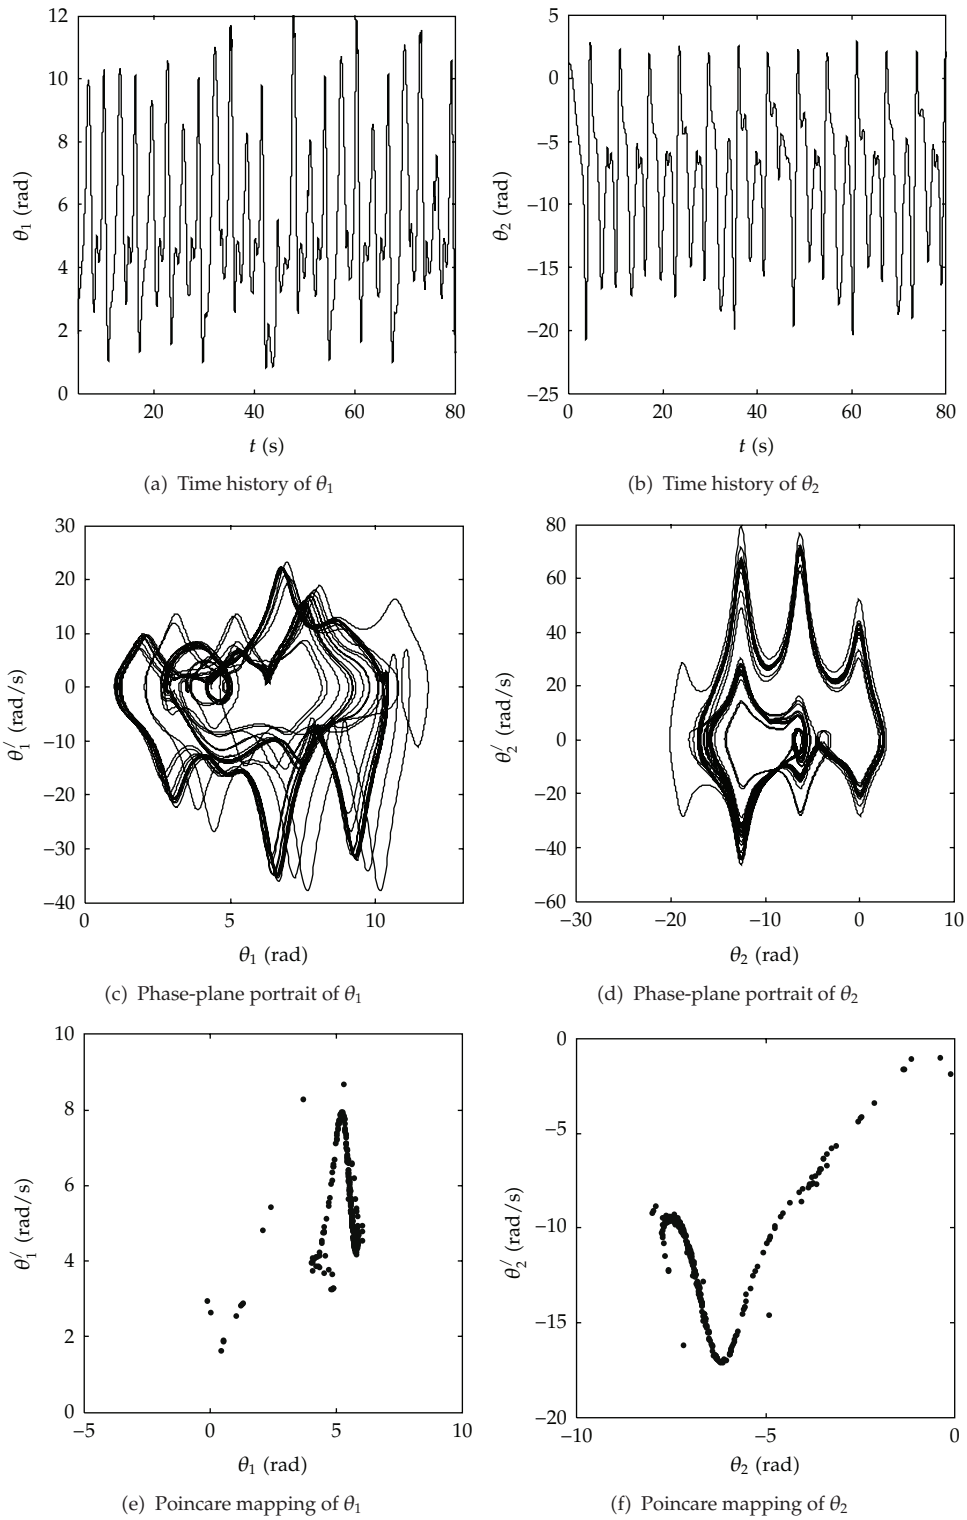 12
10
8
6
4
2
0
θ1 (rad)
20 40 60 80
t (s)
(a) Time history of θ1
5
0
−5
−10
−15
−20
−25
θ2 (rad)
0 20 40 60 80
t (s)
(b) Time history of θ2
30
20
10
0
−10
−20
−30
−40
θ1′ (rad/s)
0 5 10
θ1 (rad)
(c) Phase-plane portrait of θ1
80
60
40
20
0
−20
−40
−60
θ2′ (rad/s)
−30 −20 −10 0 10
θ2 (rad)
(d) Phase-plane portrait of θ2
10
8
6
4
2
0
θ1′ (rad/s)
−5 0 5 10
θ1 (rad)
(e) Poincare mapping of θ1
0
−5
−10
−15
−20
θ2′ (rad/s)
−10 −5 0
θ2 (rad)
(f) Poincare mapping of θ2